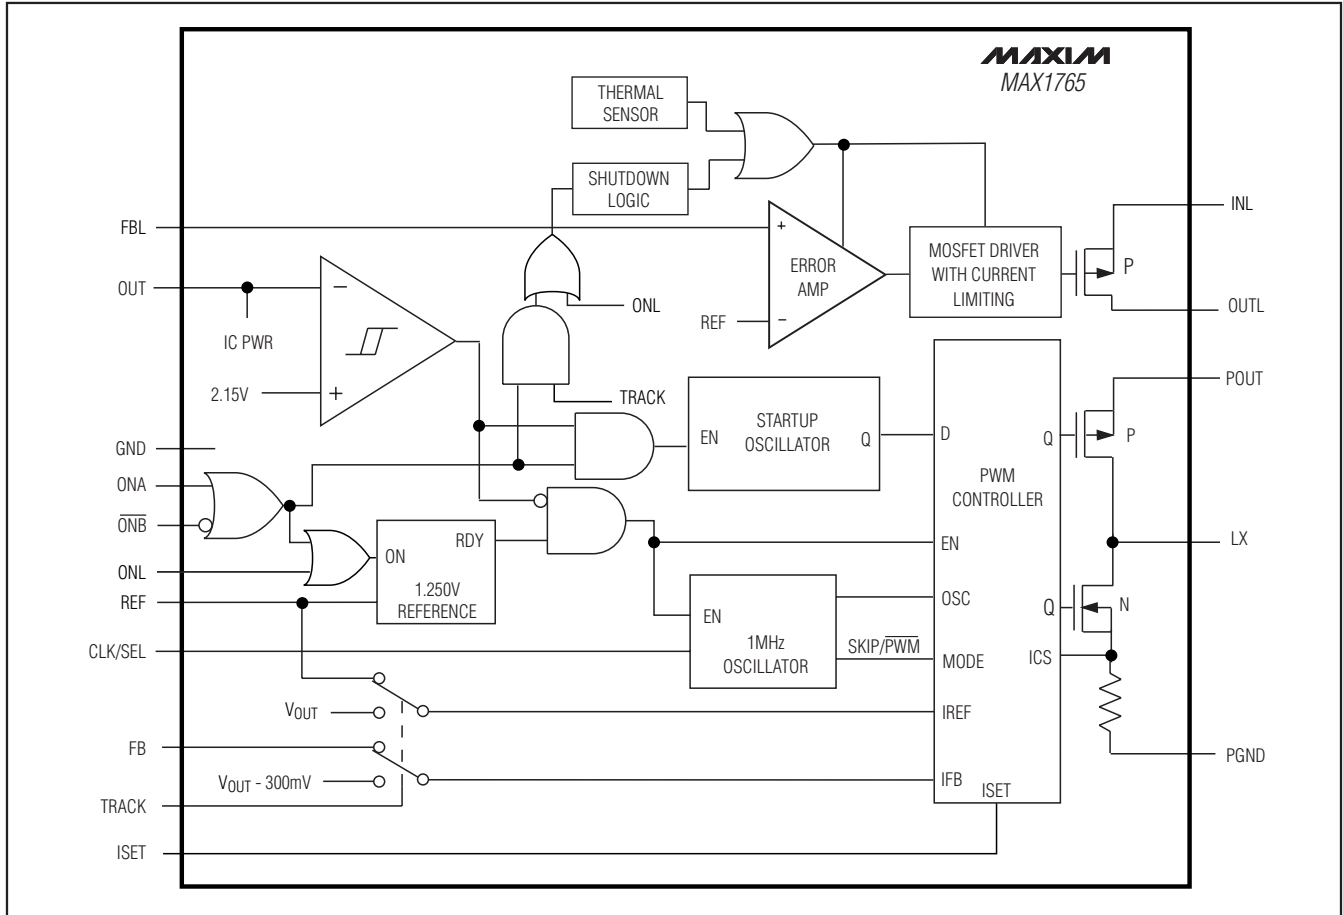 MAXIM
MAX1765
THERMAL
SENSOR
SHUTDOWN
LOGIC
INL
FBL
+
MOSFET DRIVER
WITH CURRENT
LIMITING
P
ERROR
AMP
OUT
−
ONL
OUTL
REF
−
IC PWR
POUT
2.15V
+
TRACK
STARTUP
OSCILLATOR
EN
Q
D
Q
P
GND
PWM
CONTROLLER
ONA
O̅N̅B̅
RDY
ON
EN
LX
ONL
1.250V
REFERENCE
REF
OSC
Q
N
EN
1MHz
OSCILLATOR
CLK/SEL
SKIP/P̅W̅M̅
MODE
ICS
VOUT
IREF
FB
PGND
VOUT - 300mV
IFB
ISET
TRACK
ISET